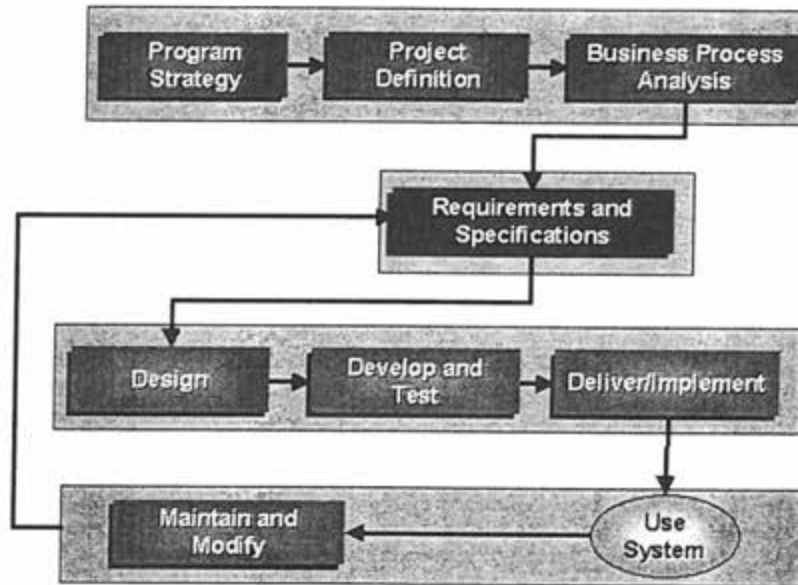 Program
Strategy
Project
Definition
Business Process
Analysis
Requirements and
Specifications
Design
Develop and
Test
Deliver/Implement
Maintain and
Modify
Use
System